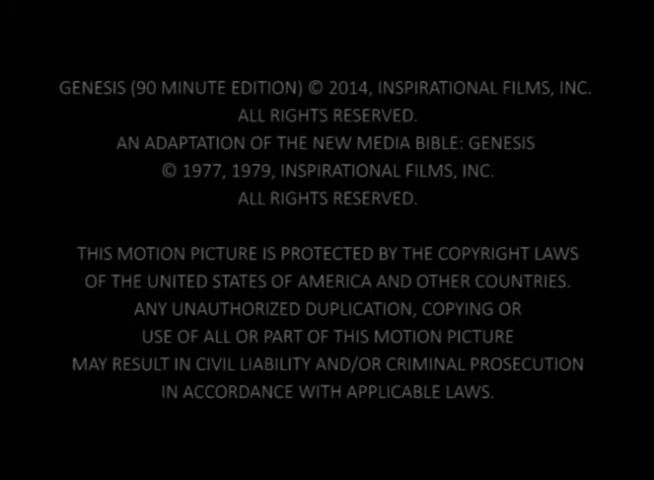 GENESIS (90 MINUTE EDITION) © 2014, INSPIRATIONAL FILMS, INC.
ALL RIGHTS RESERVED.
AN ADAPTATION OF THE NEW MEDIA BIBLE: GENESIS
© 1977, 1979, INSPIRATIONAL FILMS, INC.
ALL RIGHTS RESERVED.
THIS MOTION PICTURE IS PROTECTED BY THE COPYRIGHT LAWS
OF THE UNITED STATES OF AMERICA AND OTHER COUNTRIES.
ANY UNAUTHORIZED DUPLICATION, COPYING OR
USE OF ALL OR PART OF THIS MOTION PICTURE
MAY RESULT IN CIVIL LIABILITY AND/OR CRIMINAL PROSECUTION
IN ACCORDANCE WITH APPLICABLE LAWS.